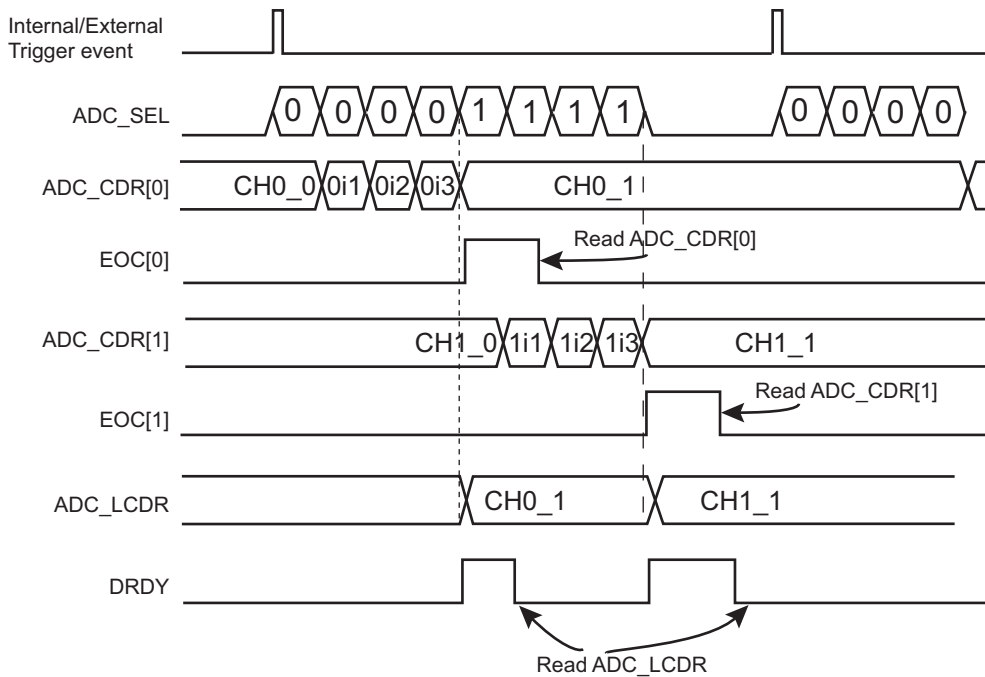 Internal/External
Trigger event
ADC_SEL
0 0 0 0 1 1 1 1 0 0 0 0
ADC_CDR[0]
CH0_0 0i1 0i2 0i3 CH0_1
EOC[0]
Read ADC_CDR[0]
ADC_CDR[1]
CH1_0 1i1 1i2 1i3 CH1_1
EOC[1]
Read ADC_CDR[1]
ADC_LCDR
CH0_1 CH1_1
DRDY
Read ADC_LCDR